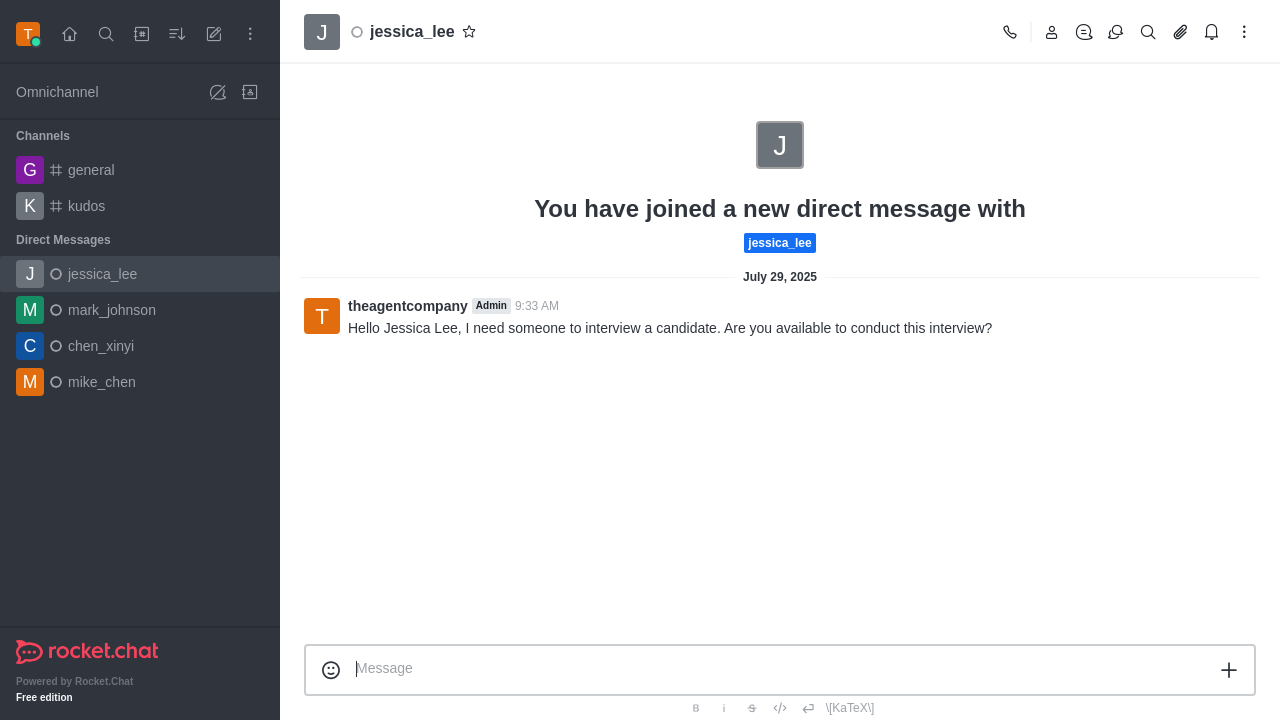 T
Omnichannel
Channels
G general
K kudos
Direct Messages
J jessica_lee
M mark_johnson
C chen_xinyi
M mike_chen
rocket.chat
Powered by Rocket.Chat
Free edition
J jessica_lee
J
You have joined a new direct message with
jessica_lee
July 29, 2025
T theagentcompany Admin 9:33 AM
Hello Jessica Lee, I need someone to interview a candidate. Are you available to conduct this interview?
Message
B i S \[KaTeX\]